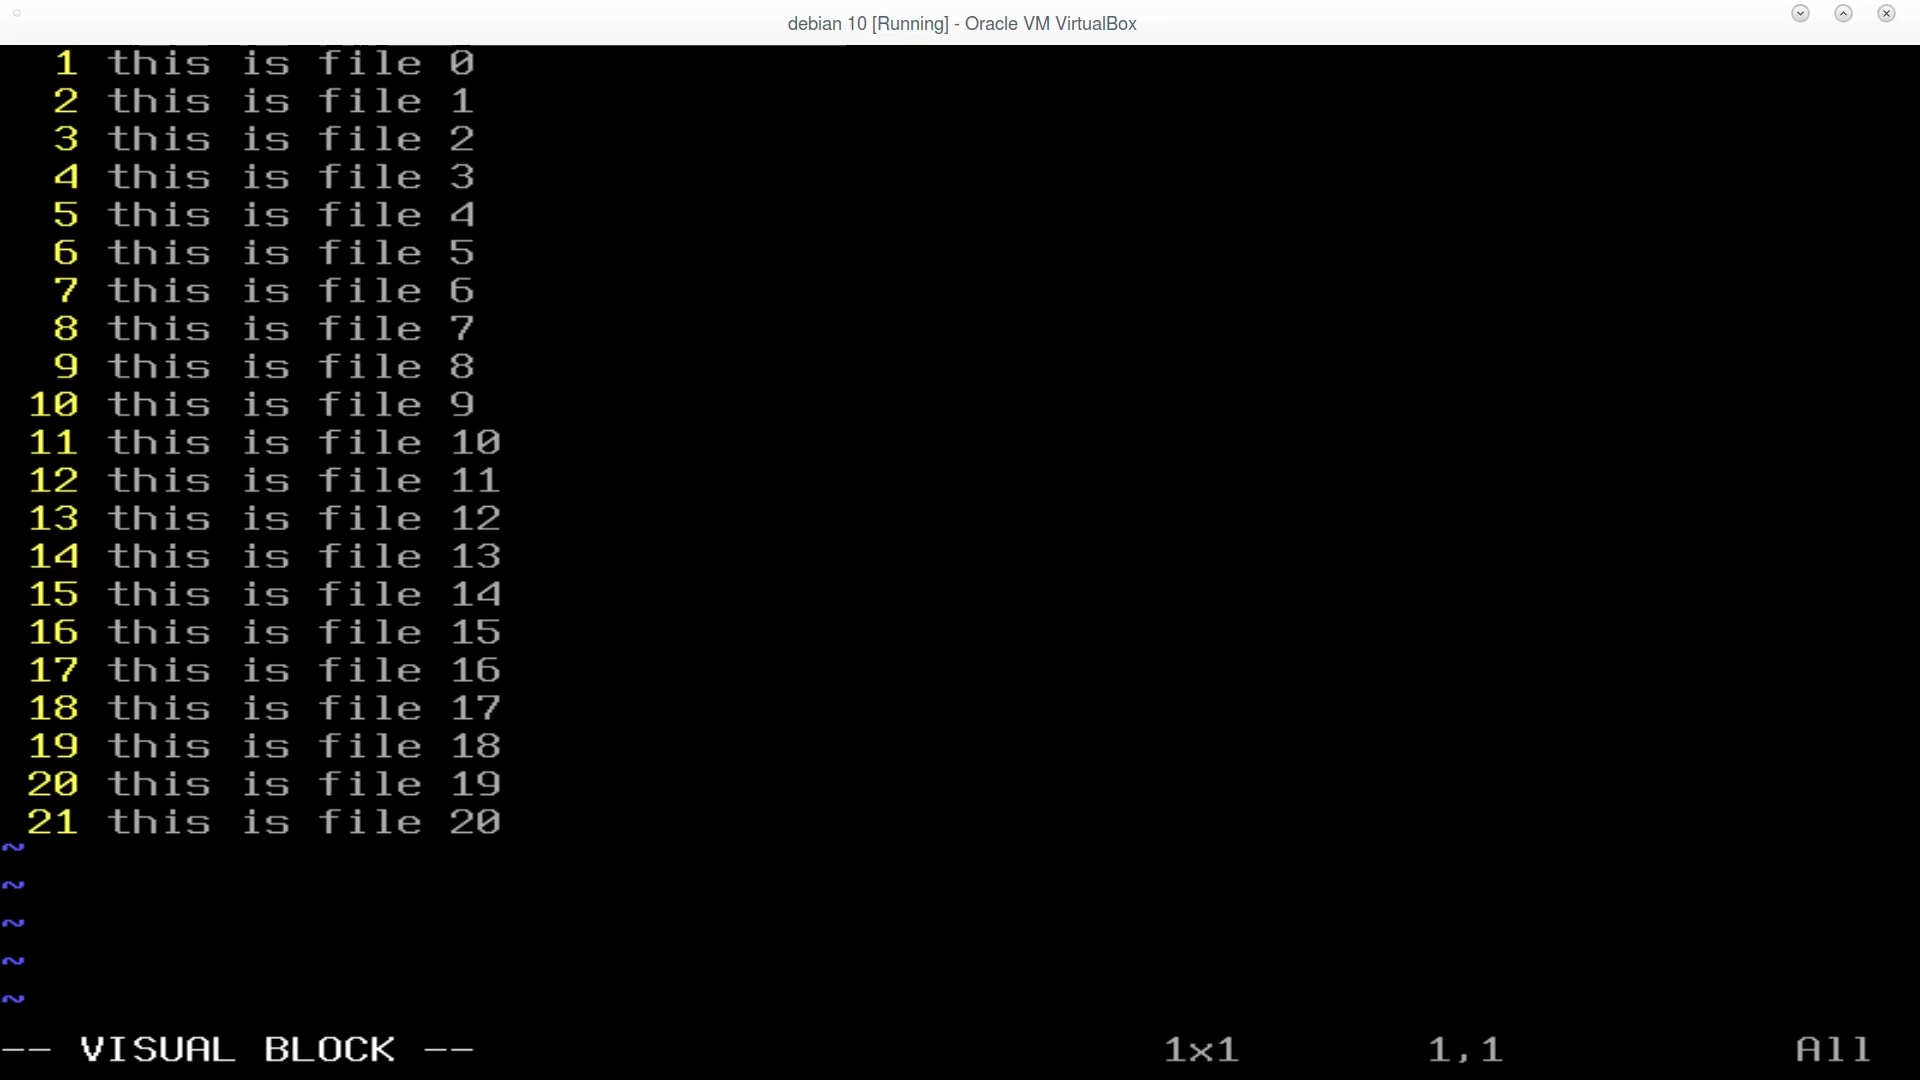 debian 10 [Running] - Oracle VM VirtualBox
1 this is file 0
2 this is file 1
3 this is file 2
4 this is file 3
5 this is file 4
6 this is file 5
7 this is file 6
8 this is file 7
9 this is file 8
10 this is file 9
11 this is file 10
12 this is file 11
13 this is file 12
14 this is file 13
15 this is file 14
16 this is file 15
17 this is file 16
18 this is file 17
19 this is file 18
20 this is file 19
21 this is file 20
~
~
~
~
~
-- VISUAL BLOCK -- 1x1 1,1 All